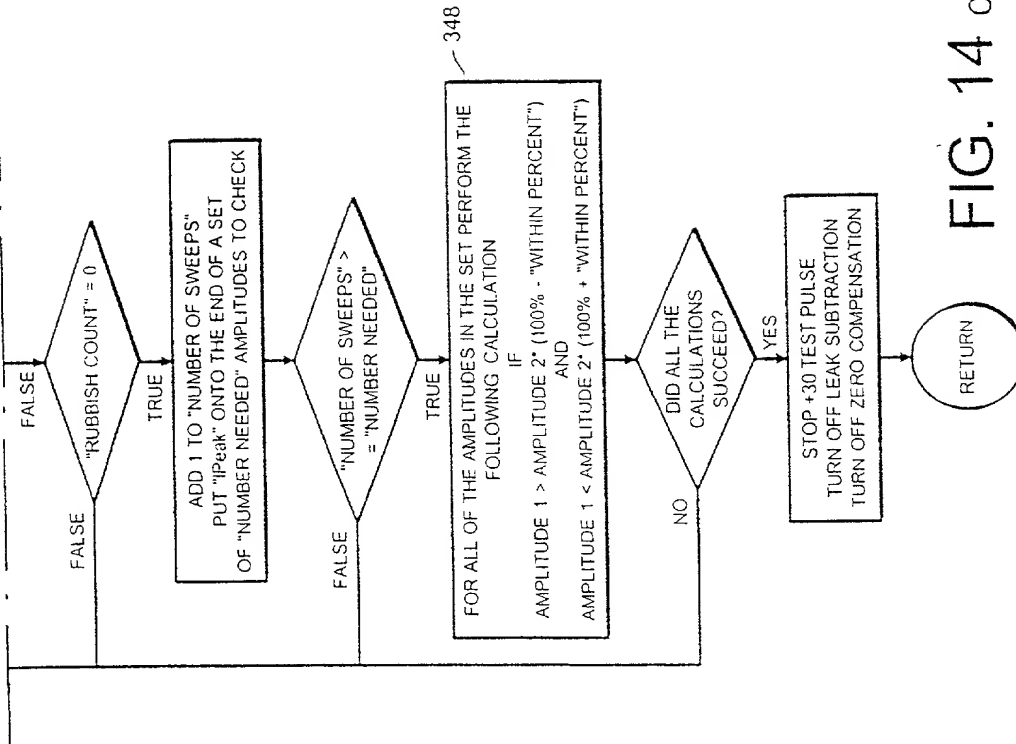 FALSE
"RUBBISH COUNT" = 0
FALSE
TRUE
ADD 1 TO "NUMBER OF SWEEPS"
PUT "IPeak" ONTO THE END OF A SET
OF "NUMBER NEEDED" AMPLITUDES TO CHECK
"NUMBER OF SWEEPS" >
= "NUMBER NEEDED"
FALSE
TRUE
348
FOR ALL OF THE AMPLITUDES IN THE SET PERFORM THE
FOLLOWING CALCULATION
IF
AMPLITUDE 1 > AMPLITUDE 2* (100% - "WITHIN PERCENT")
AND
AMPLITUDE 1 < AMPLITUDE 2* (100% + "WITHIN PERCENT")
DID ALL THE
CALCULATIONS
SUCCEED?
NO
YES
STOP +30 TEST PULSE
TURN OFF LEAK SUBTRACTION
TURN OFF ZERO COMPENSATION
RETURN
FIG. 14